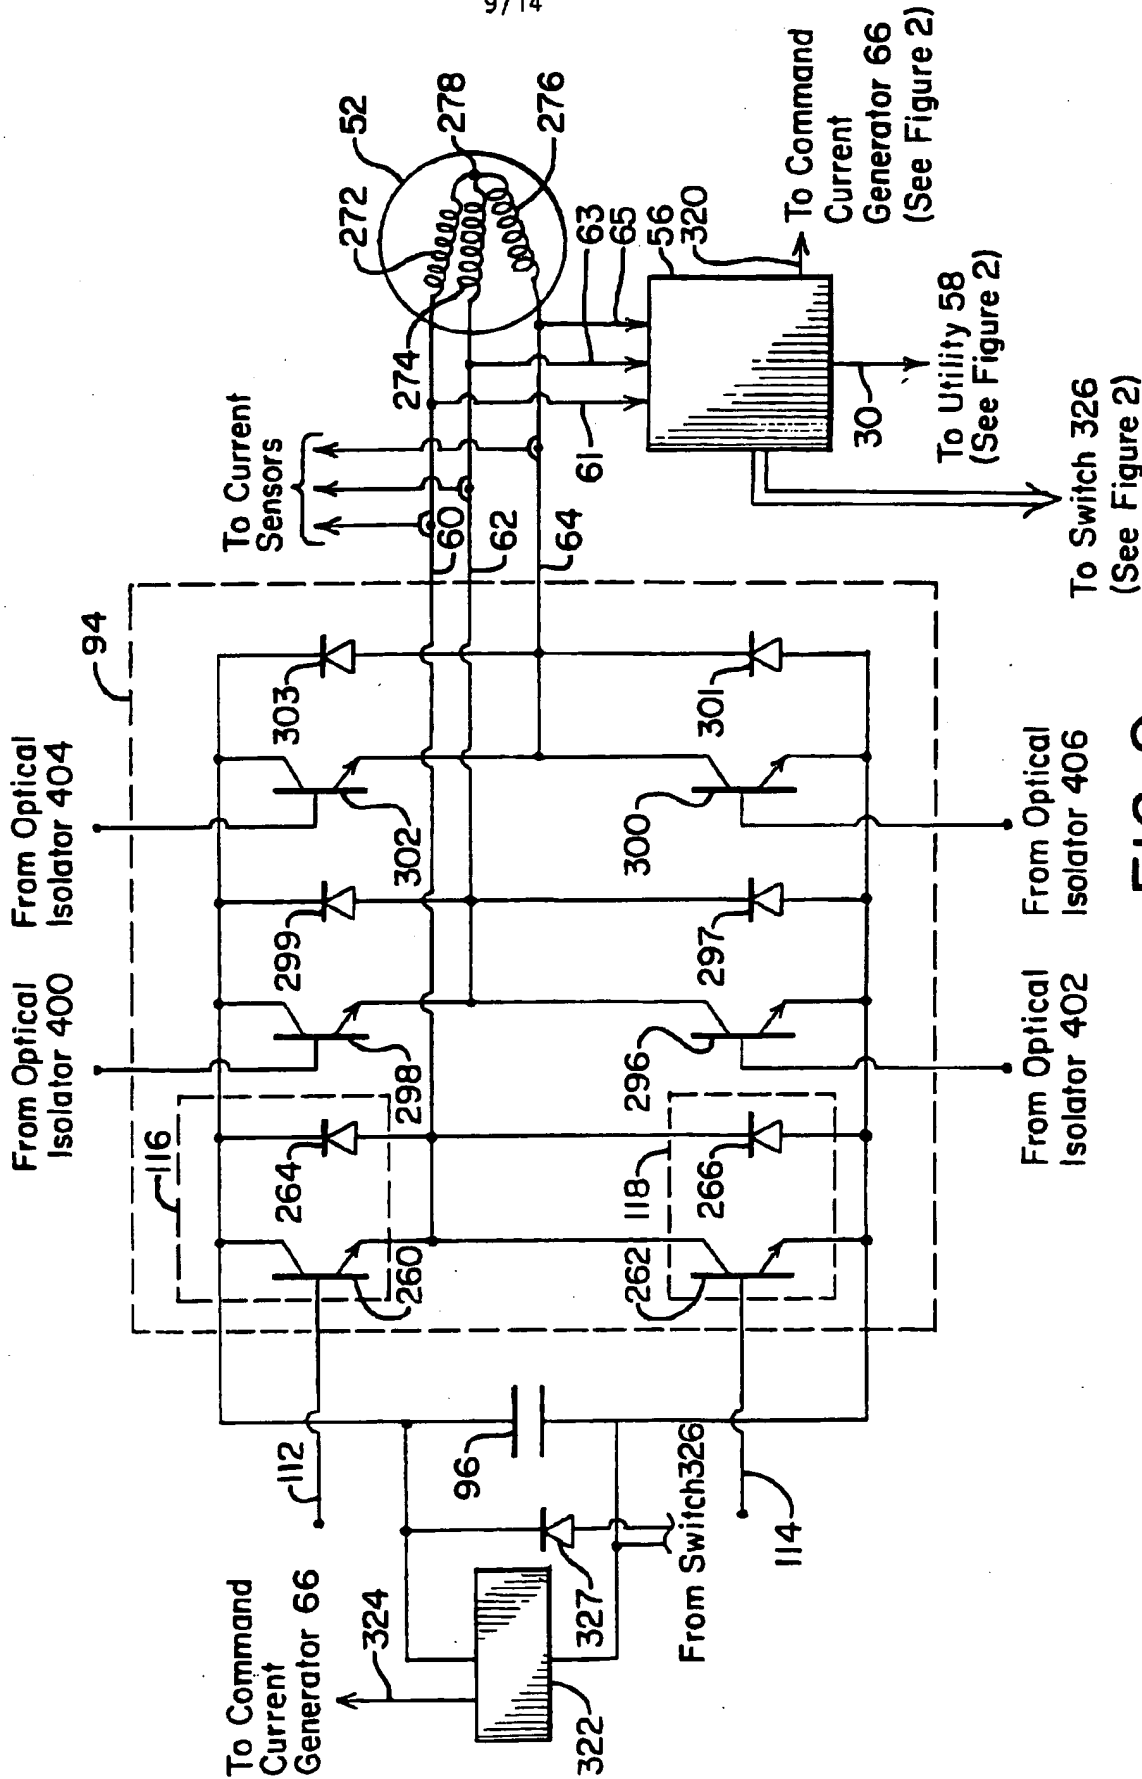 9/14
From Optical
Isolator 400
From Optical
Isolator 404
94
116
264
260
299
298
303
302
To Current
Sensors
60
62
64
274
272
52
278
276
61
63
65
56
320
To Command
Current
Generator 66
(See Figure 2)
30
To Utility 58
(See Figure 2)
To Switch 326
(See Figure 2)
118
262
266
296
297
300
301
From Optical
Isolator 402
From Optical
Isolator 406
112
96
114
327
From Switch326
322
324
To Command
Current
Generator 66